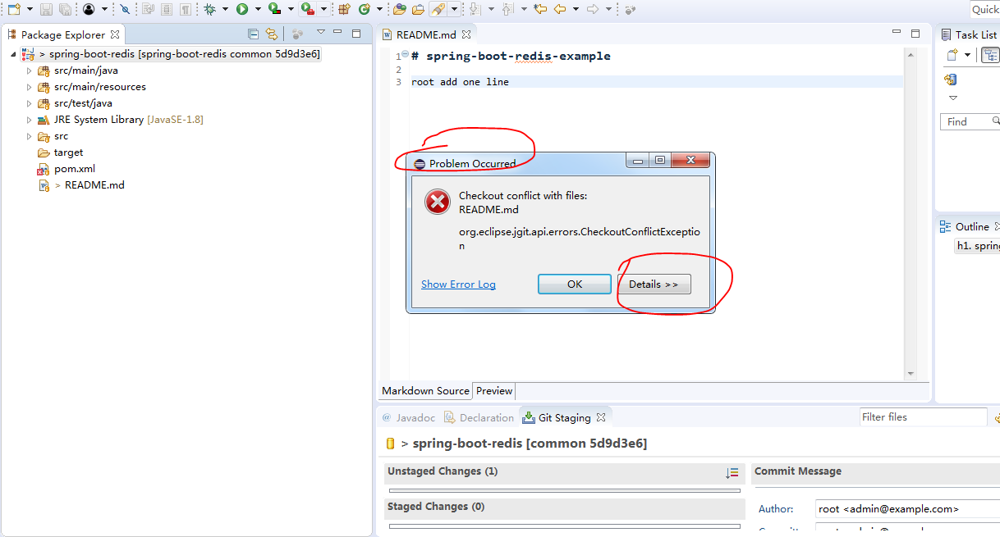 Quick
Package Explorer
> spring-boot-redis [spring-boot-redis common 5d9d3e6]
src/main/java
src/main/resources
src/test/java
JRE System Library [JavaSE-1.8]
src
target
pom.xml
> README.md
README.md
1 # spring-boot-redis-example
2
3 root add one line
Problem Occurred
Checkout conflict with files:
README.md
org.eclipse.jgit.api.errors.CheckoutConflictExceptio
n
Show Error Log
OK
Details >>
Markdown Source
Preview
Task List
Find
Outline
h1. spring
@ Javadoc
Declaration
Git Staging
Filter files
> spring-boot-redis [common 5d9d3e6]
Unstaged Changes (1)
Staged Changes (0)
Commit Message
Author:
root <admin@example.com>